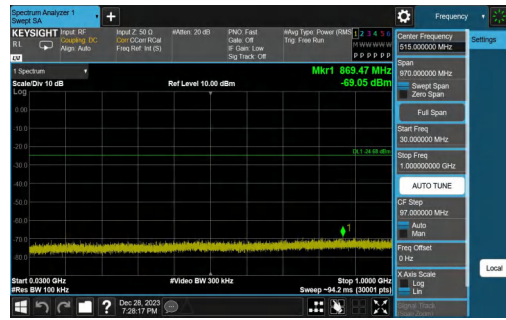 Spectrum Analyzer 1
Swept SA
+
Frequency
KEYSIGHT
Input: RF
Input Z: 50 Ω
#Atten: 20 dB
PNO: Fast
#Avg Type: Power (RMS
1 2 3 4 5 6
RL
Coupling: DC
Corr CCorr RCal
Gate: Off
Trig: Free Run
M W W W W W
Align: Auto
Freq Ref: Int (S)
IF Gain: Low
Sig Track: Off
P P P P P P
1 Spectrum
Scale/Div 10 dB
Ref Level 10.00 dBm
Mkr1 869.47 MHz
-69.05 dBm
Log
0.00
-10.0
-20.0
-30.0
-40.0
-50.0
-60.0
-70.0
-80.0
DL1 -24.68 dBm
1
Start 0.0300 GHz
#Video BW 300 kHz
Stop 1.0000 GHz
#Res BW 100 kHz
Sweep ~94.2 ms (30001 pts)
Center Frequency
515.000000 MHz
Settings
Span
970.000000 MHz
Swept Span
Zero Span
Full Span
Start Freq
30.000000 MHz
Stop Freq
1.000000000 GHz
AUTO TUNE
CF Step
97.000000 MHz
Auto
Man
Freq Offset
0 Hz
X Axis Scale
Log
Lin
Local
Signal Track
?
Dec 28, 2023
7:28:17 PM